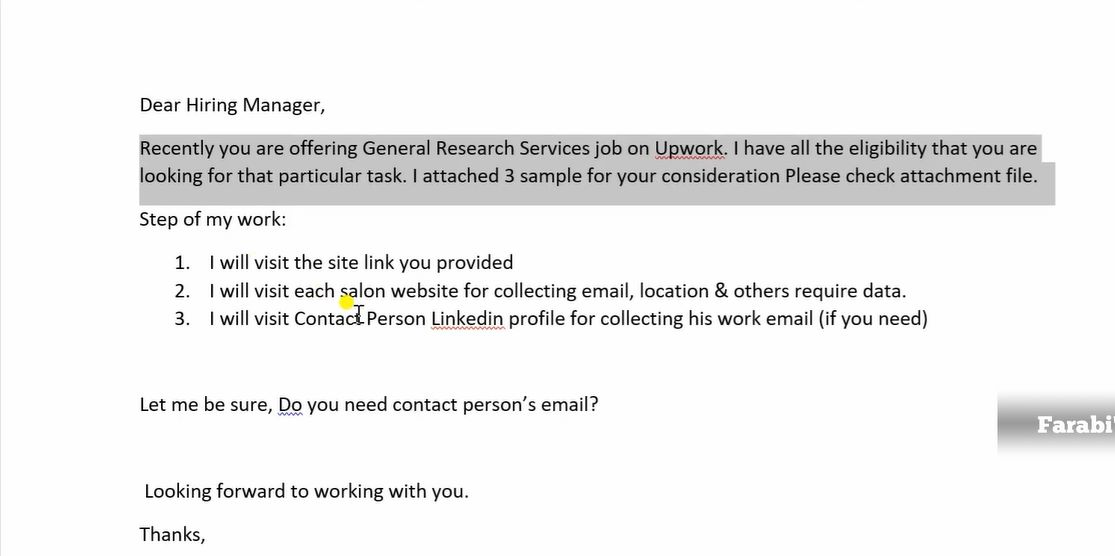 Dear Hiring Manager,
Recently you are offering General Research Services job on Upwork. I have all the eligibility that you are
looking for that particular task. I attached 3 sample for your consideration Please check attachment file.
Step of my work:
1. I will visit the site link you provided
2. I will visit each salon website for collecting email, location & others require data.
3. I will visit Contact Person Linkedin profile for collecting his work email (if you need)
Let me be sure, Do you need contact person’s email?
Farabi'
Looking forward to working with you.
Thanks,